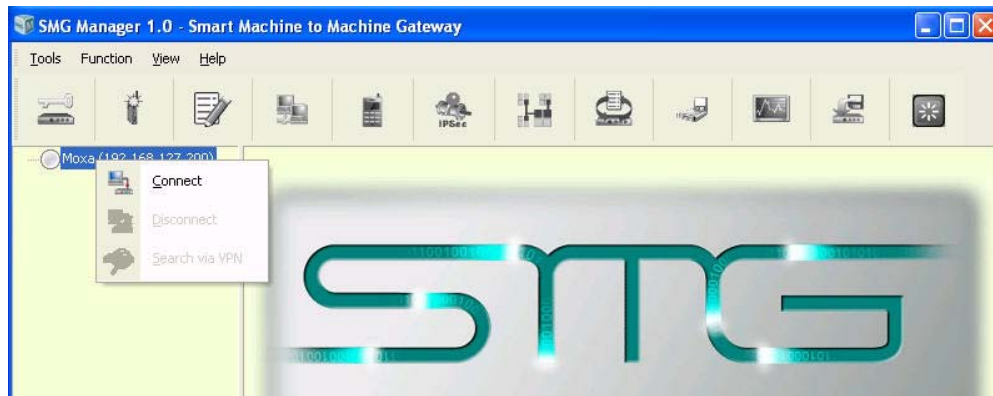 SMG Manager 1.0 - Smart Machine to Machine Gateway
Tools Function View Help
IPSec
Moxa (192.168.127.200)
Connect
Disconnect
Search via VPN
SMG